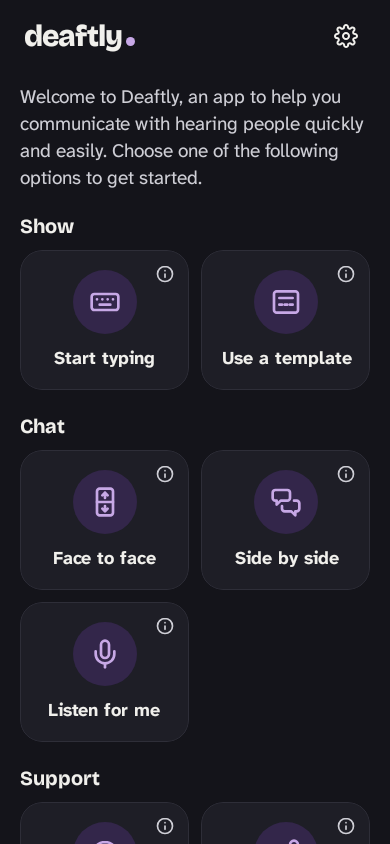 deaftly.
Welcome to Deaftly, an app to help you
communicate with hearing people quickly
and easily. Choose one of the following
options to get started.
Show
Start typing
Use a template
Chat
Face to face
Side by side
Listen for me
Support